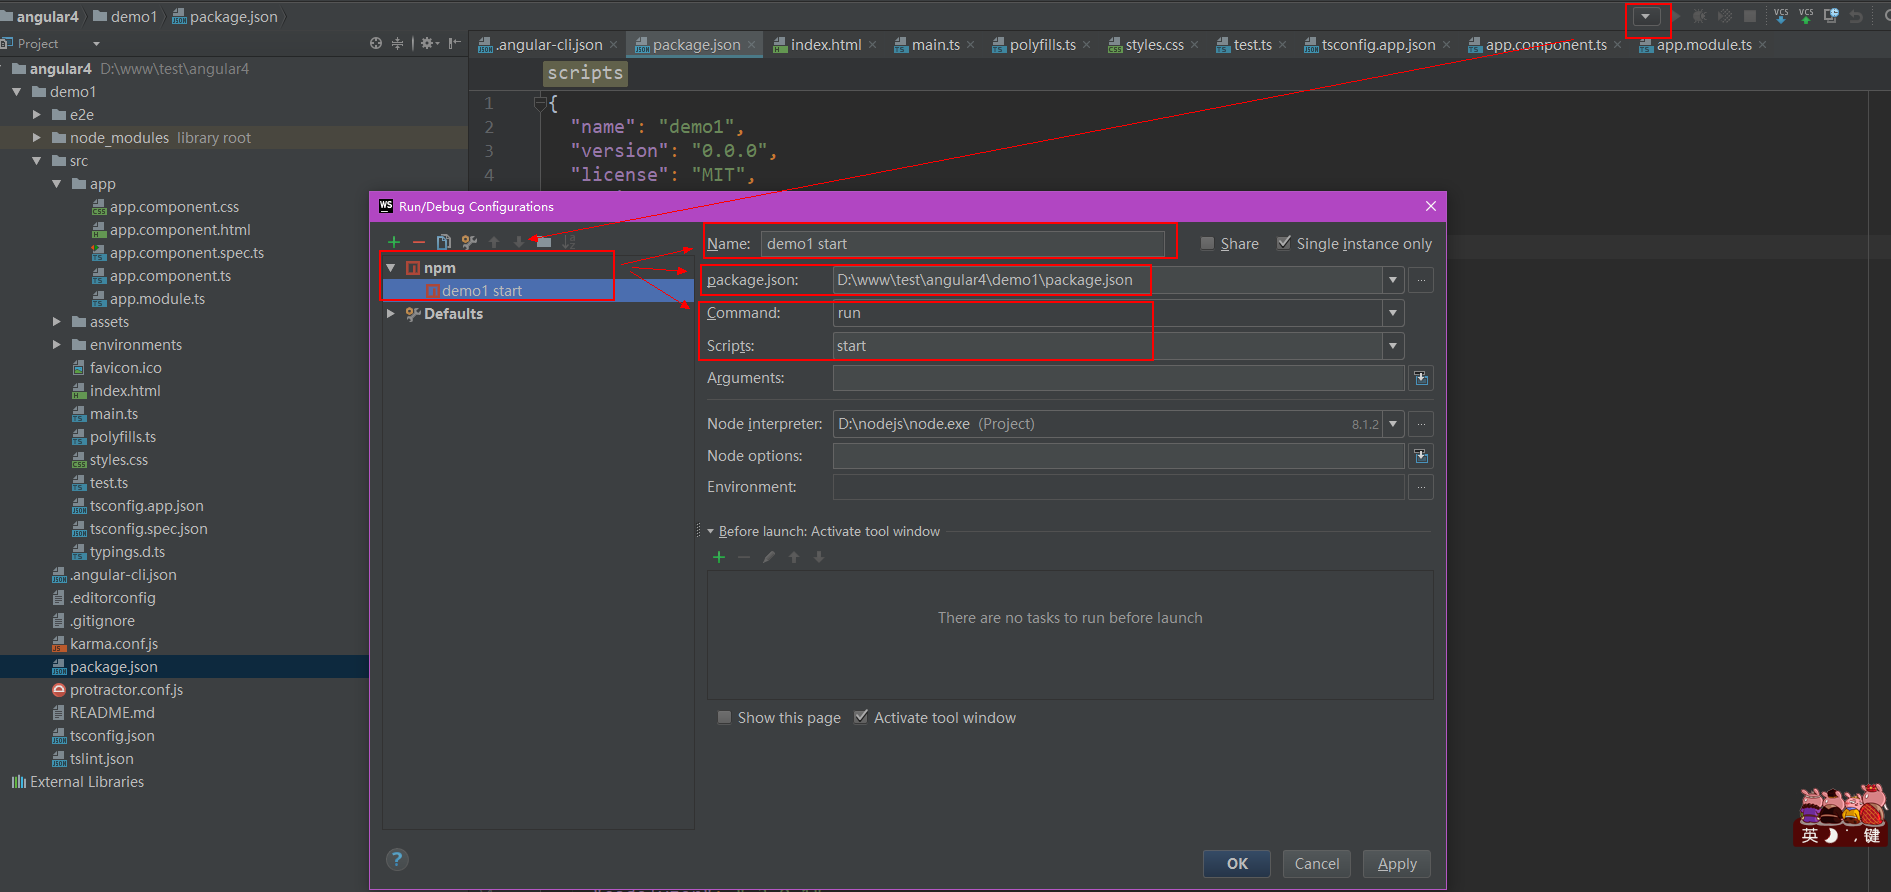 angular4 demo1 package.json
VCS VCS
Project
.angular-cli.json package.json index.html main.ts polyfills.ts styles.css test.ts tsconfig.app.json app.component.ts app.module.ts
angular4 D:\www\test\angular4
demo1
e2e
node_modules library root
src
app
app.component.css
app.component.html
app.component.spec.ts
app.component.ts
app.module.ts
assets
environments
favicon.ico
index.html
main.ts
polyfills.ts
styles.css
test.ts
tsconfig.app.json
tsconfig.spec.json
typings.d.ts
.angular-cli.json
.editorconfig
.gitignore
karma.conf.js
package.json
protractor.conf.js
README.md
tsconfig.json
tslint.json
External Libraries
scripts
1 {
2 "name": "demo1",
3 "version": "0.0.0",
4 "license": "MIT",
WS Run/Debug Configurations
npm
demo1 start
Defaults
Name: demo1 start Share Single instance only
package.json: D:\www\test\angular4\demo1\package.json
Command: run
Scripts: start
Arguments:
Node interpreter: D:\nodejs\node.exe (Project) 8.1.2
Node options:
Environment:
Before launch: Activate tool window
There are no tasks to run before launch
Show this page Activate tool window
? OK Cancel Apply
英 键